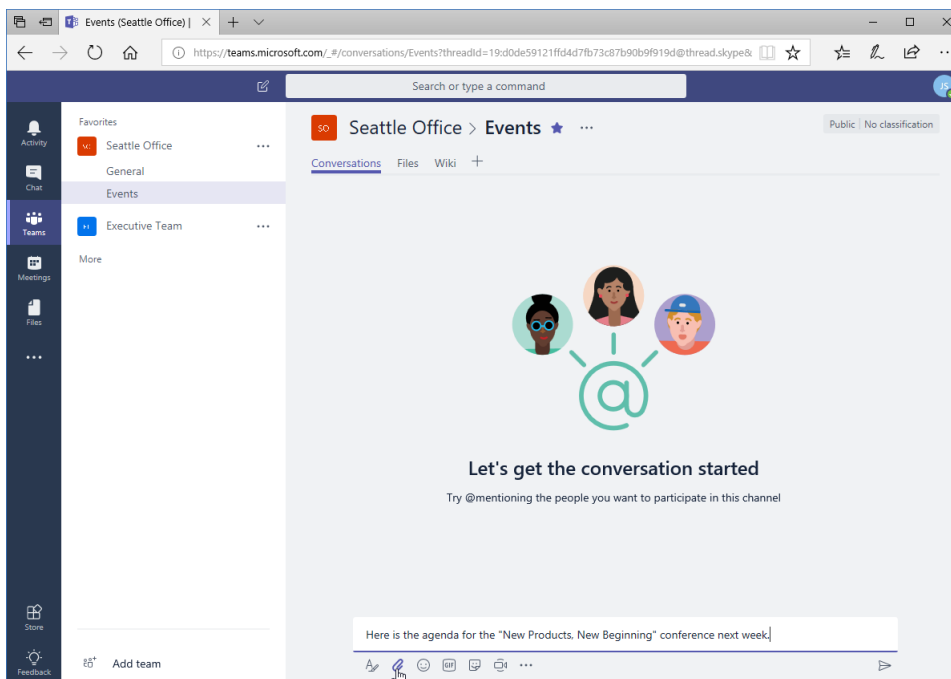 Events (Seattle Office) |
https://teams.microsoft.com/_#/conversations/Events?threadId=19:d0de59121ffd4d7fb73c87b90b9f919d@thread.skype&
Search or type a command
JS
Activity
Chat
Teams
Meetings
Files
Store
Feedback
Favorites
Seattle Office
General
Events
Executive Team
More
Add team
SO Seattle Office > Events
Public No classification
Conversations Files Wiki
@
Let's get the conversation started
Try @mentioning the people you want to participate in this channel
Here is the agenda for the "New Products, New Beginning" conference next week.
GIF